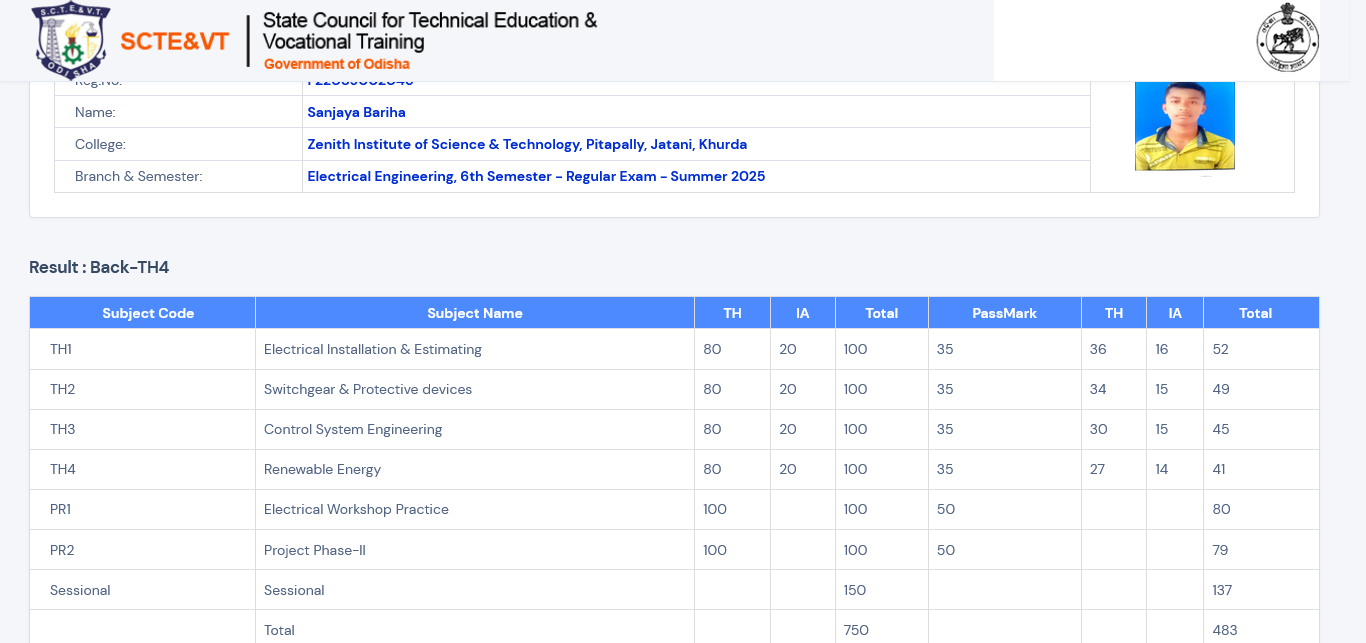 S.C.T.E.&V.T.
ODISHA
SCTE&VT
State Council for Technical Education &
Vocational Training
Government of Odisha
Reg.No:
Name: Sanjaya Bariha
College: Zenith Institute of Science & Technology, Pitapally, Jatani, Khurda
Branch & Semester: Electrical Engineering, 6th Semester - Regular Exam - Summer 2025
Result : Back-TH4
Subject Code Subject Name TH IA Total PassMark TH IA Total
TH1 Electrical Installation & Estimating 80 20 100 35 36 16 52
TH2 Switchgear & Protective devices 80 20 100 35 34 15 49
TH3 Control System Engineering 80 20 100 35 30 15 45
TH4 Renewable Energy 80 20 100 35 27 14 41
PR1 Electrical Workshop Practice 100 100 50 80
PR2 Project Phase-II 100 100 50 79
Sessional Sessional 150 137
Total 750 483